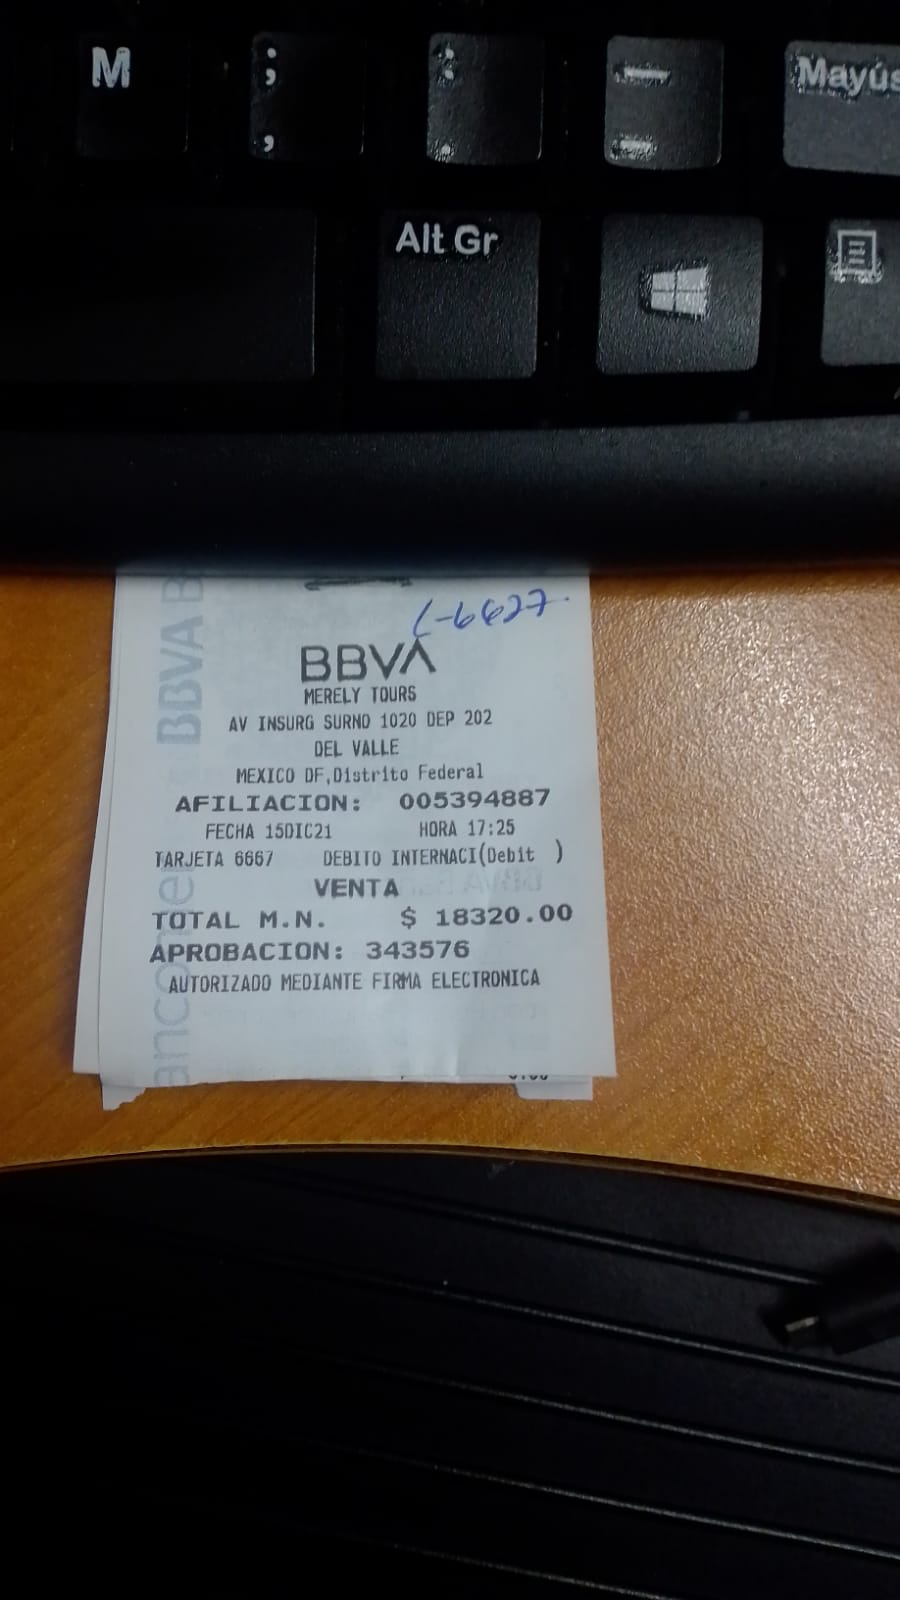 M ; , : . _ - Mayús
Alt Gr
BBVA B
C-6627
BBVA
MERELY TOURS
AV INSURG SURNO 1020 DEP 202
DEL VALLE
MEXICO DF,Distrito Federal
AFILIACION: 005394887
FECHA 15DIC21 HORA 17:25
TARJETA 6667 DEBITO INTERNACI(Debit )
VENTA
TOTAL M.N. $ 18320.00
APROBACION: 343576
AUTORIZADO MEDIANTE FIRMA ELECTRONICA
ancomer